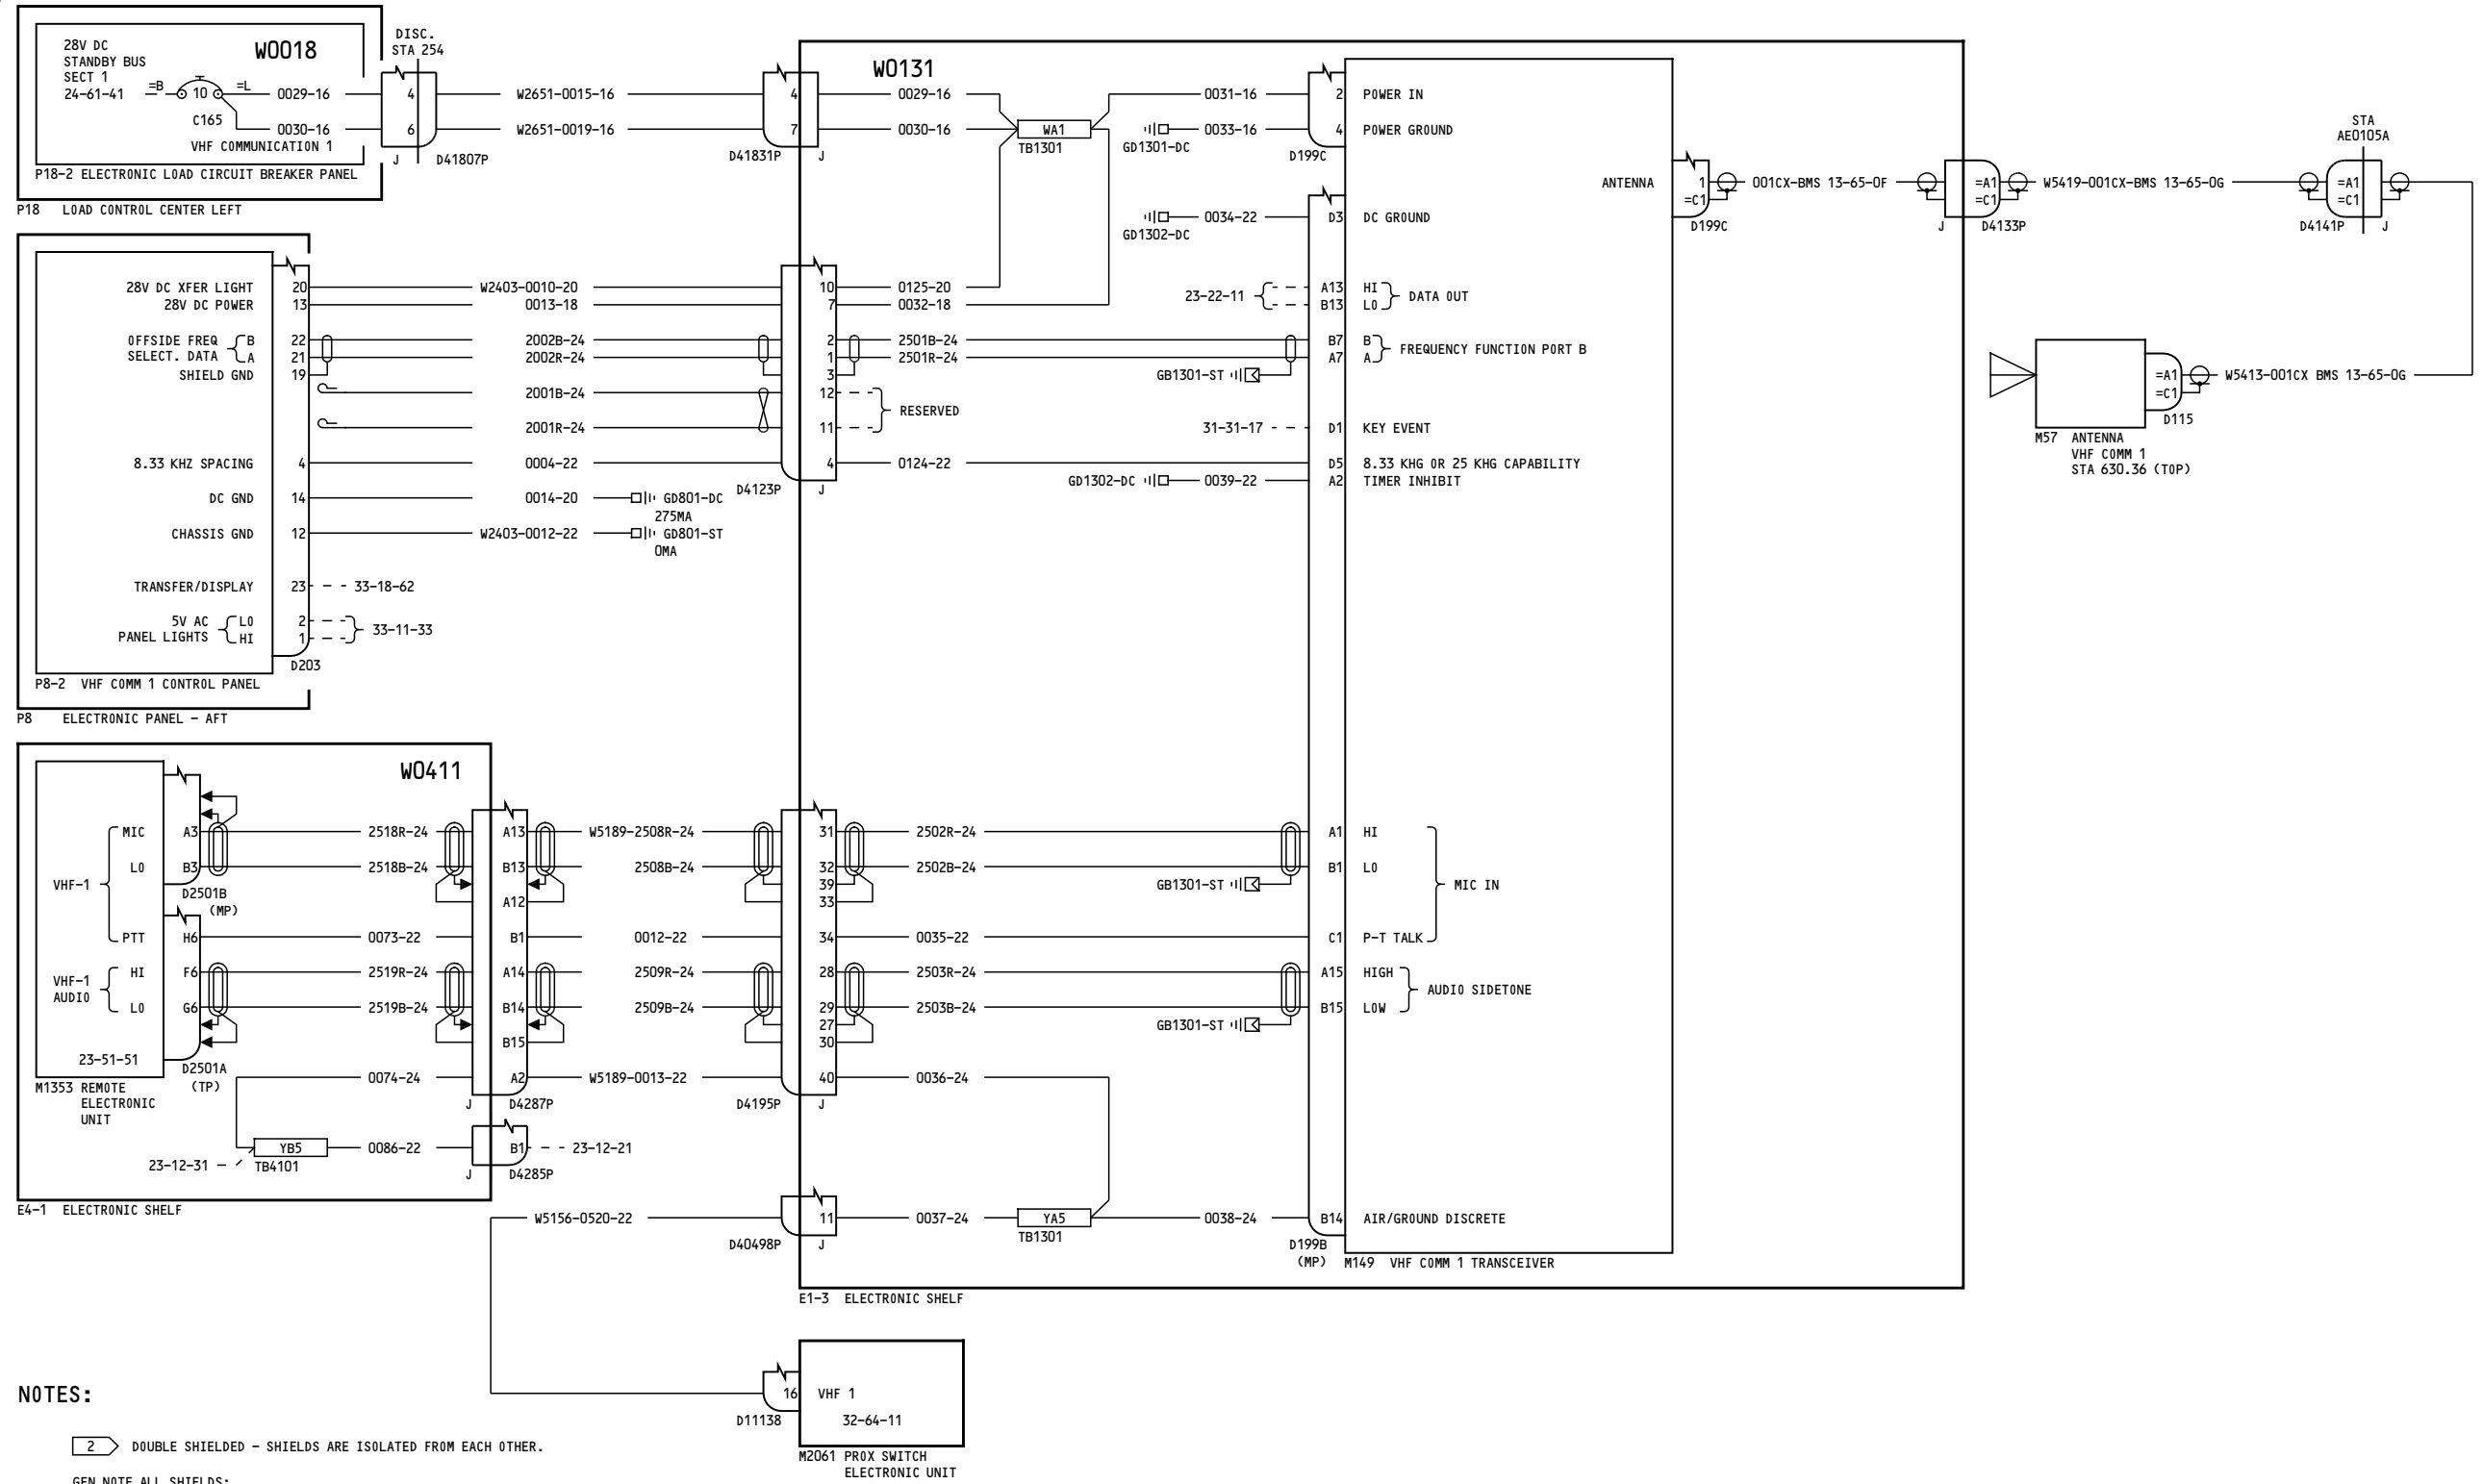 28V DC
STANDBY BUS
SECT 1
24-61-41
=B
10
=L
C165
W0018
0029-16
0030-16
VHF COMMUNICATION 1
P18-2 ELECTRONIC LOAD CIRCUIT BREAKER PANEL
P18 LOAD CONTROL CENTER LEFT
DISC.
STA 254
4
6
J D41807P
W2651-0015-16
W2651-0019-16
4
7
D41831P J
W0131
0029-16
0030-16
WA1
TB1301
0031-16
0033-16
GD1301-DC
2 POWER IN
4 POWER GROUND
D199C
0034-22
GD1302-DC
D3 DC GROUND
ANTENNA
1
=C1
D199C
001CX-BMS 13-65-0F
=A1
=C1
J D4133P
W5419-001CX-BMS 13-65-0G
STA
AE0105A
=A1
=C1
D4141P J
W5413-001CX BMS 13-65-0G
=A1
=C1
D115
M57 ANTENNA
VHF COMM 1
STA 630.36 (TOP)
28V DC XFER LIGHT 20 W2403-0010-20 10 0125-20
28V DC POWER 13 0013-18 7 0032-18
23-22-11 A13 HI
B13 LO
DATA OUT
OFFSIDE FREQ B 22 2002B-24 2 2501B-24 B7 B
SELECT. DATA A 21 2002R-24 1 2501R-24 A7 A
FREQUENCY FUNCTION PORT B
SHIELD GND 19 3 GB1301-ST
2001B-24 12
2001R-24 11
RESERVED
31-31-17 D1 KEY EVENT
8.33 KHZ SPACING 4 0004-22 4 0124-22 D5 8.33 KHG OR 25 KHG CAPABILITY
D4123P J
GD1302-DC 0039-22 A2 TIMER INHIBIT
DC GND 14 0014-20 GD801-DC
275MA
CHASSIS GND 12 W2403-0012-22 GD801-ST
0MA
TRANSFER/DISPLAY 23 33-18-62
5V AC LO 2
PANEL LIGHTS HI 1
33-11-33
D203
P8-2 VHF COMM 1 CONTROL PANEL
P8 ELECTRONIC PANEL - AFT
W0411
MIC A3 2518R-24 A13 W5189-2508R-24 31 2502R-24 A1 HI
LO B3 2518B-24 B13 2508B-24 32 2502B-24 B1 LO
VHF-1
39 GB1301-ST
MIC IN
A12 33
D2501B
(MP)
PTT H6 0073-22 B1 0012-22 34 0035-22 C1 P-T TALK
HI F6 2519R-24 A14 2509R-24 28 2503R-24 A15 HIGH
VHF-1
AUDIO
AUDIO SIDETONE
LO G6 2519B-24 B14 2509B-24 29 2503B-24 B15 LOW
27 GB1301-ST
B15 30
23-51-51
D2501A
(TP)
M1353 REMOTE
ELECTRONIC
UNIT
0074-24 A2 W5189-0013-22 40 0036-24
J D4287P
D4195P J
YB5
TB4101
23-12-31
0086-22
B1 23-12-21
J D4285P
E4-1 ELECTRONIC SHELF
W5156-0520-22 11 0037-24 YA5 0038-24 B14 AIR/GROUND DISCRETE
D40498P J
TB1301
D199B
(MP)
M149 VHF COMM 1 TRANSCEIVER
E1-3 ELECTRONIC SHELF
16 VHF 1
32-64-11
D11138
M2061 PROX SWITCH
ELECTRONIC UNIT
NOTES:
2 DOUBLE SHIELDED - SHIELDS ARE ISOLATED FROM EACH OTHER.
GEN NOTE ALL SHIELDS: